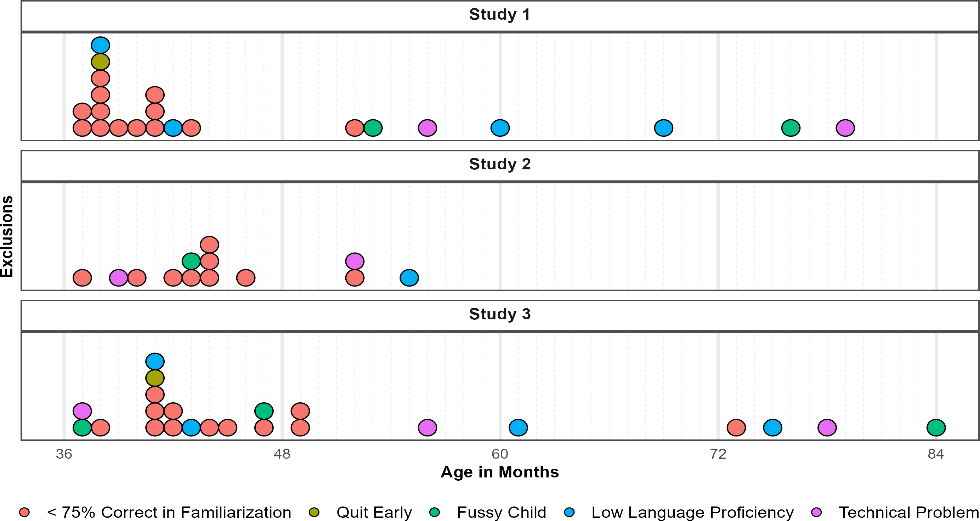 Study 1
Study 2
Study 3
Exclusions
36 48 60 72 84
Age in Months
< 75% Correct in Familiarization Quit Early Fussy Child Low Language Proficiency Technical Problem